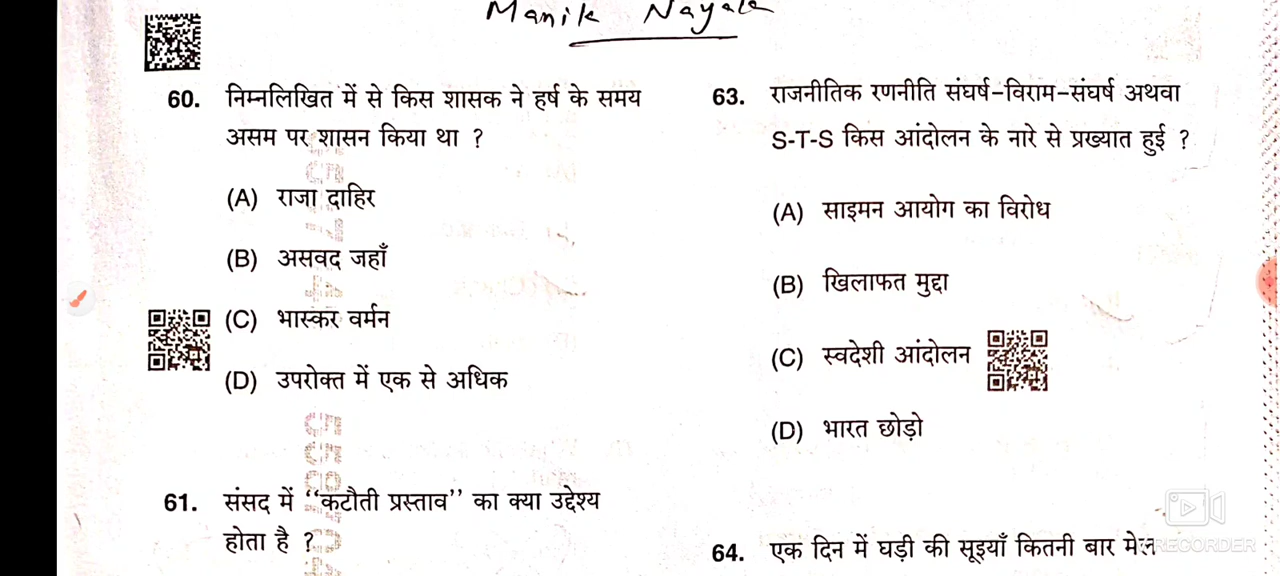 Manik Nayak
60. निम्नलिखित में से किस शासक ने हर्ष के समय
असम पर शासन किया था ?
(A) राजा दाहिर
(B) असवद जहाँ
(C) भास्कर वर्मन
(D) उपरोक्त में एक से अधिक
61. संसद में “कटौती प्रस्ताव” का क्या उद्देश्य
होता है ?
63. राजनीतिक रणनीति संघर्ष-विराम-संघर्ष अथवा
S-T-S किस आंदोलन के नारे से प्रख्यात हुई ?
(A) साइमन आयोग का विरोध
(B) खिलाफत मुद्दा
(C) स्वदेशी आंदोलन
(D) भारत छोड़ो
64. एक दिन में घड़ी की सूइयाँ कितनी बार मेल
RECORDER